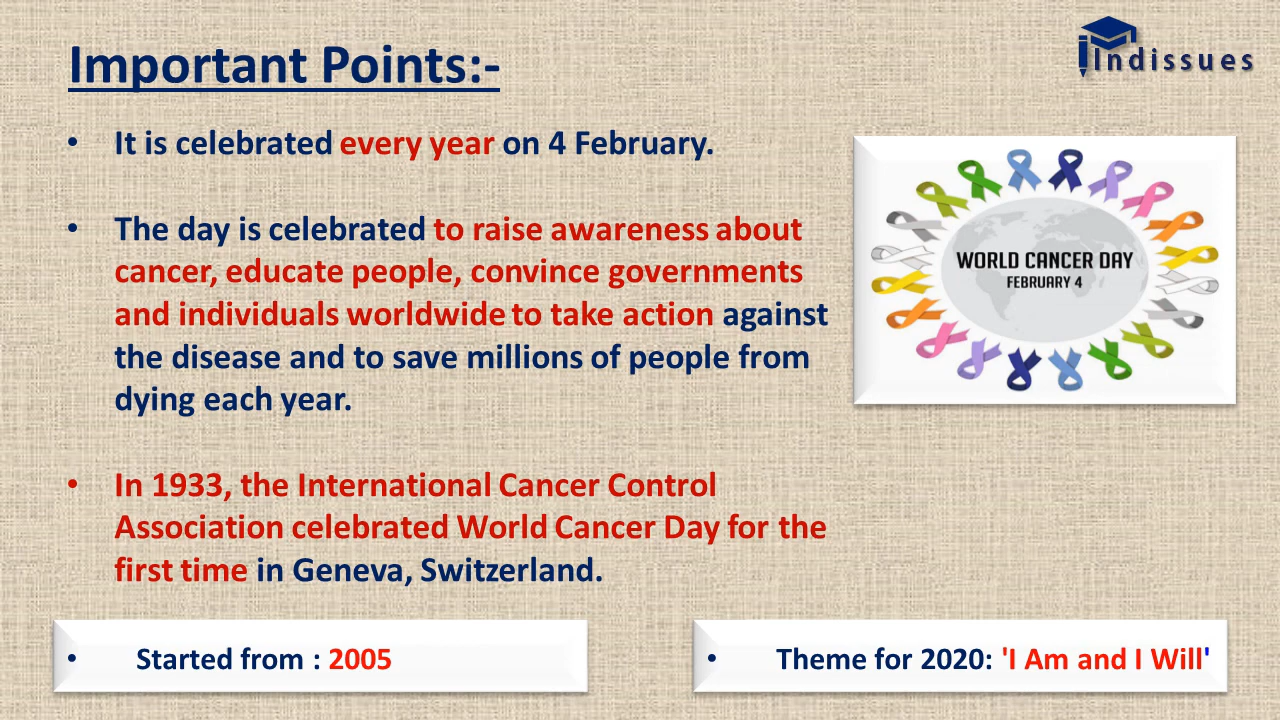 Important Points:-
Indissues
• It is celebrated every year on 4 February.
• The day is celebrated to raise awareness about
cancer, educate people, convince governments
and individuals worldwide to take action against
the disease and to save millions of people from
dying each year.
WORLD CANCER DAY
FEBRUARY 4
• In 1933, the International Cancer Control
Association celebrated World Cancer Day for the
first time in Geneva, Switzerland.
• Started from : 2005
• Theme for 2020: 'I Am and I Will'